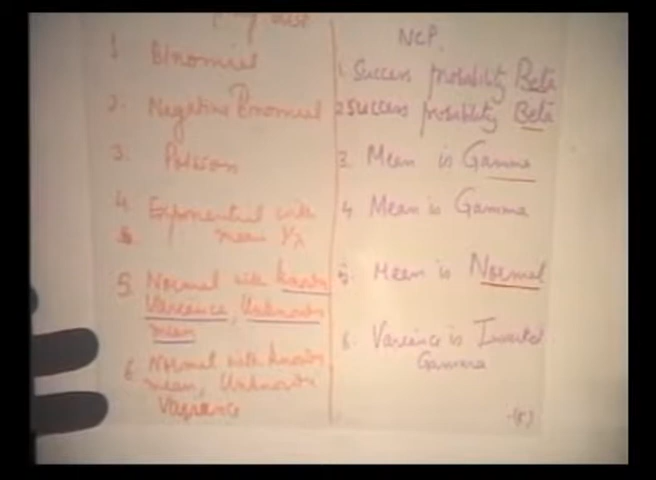 NCP.
1 Binomial
1. Success probability Beta
2. Negative Binomial
2 Success probability Beta
3. Poisson
3 Mean is Gamma
4 Exponential with
mean 1/λ
4 Mean is Gamma
5. Normal with known
Variance, Unknown
mean
5. Mean is Normal
6. Normal with known
mean, Unknown
Variance
6. Variance is Inverted
Gamma